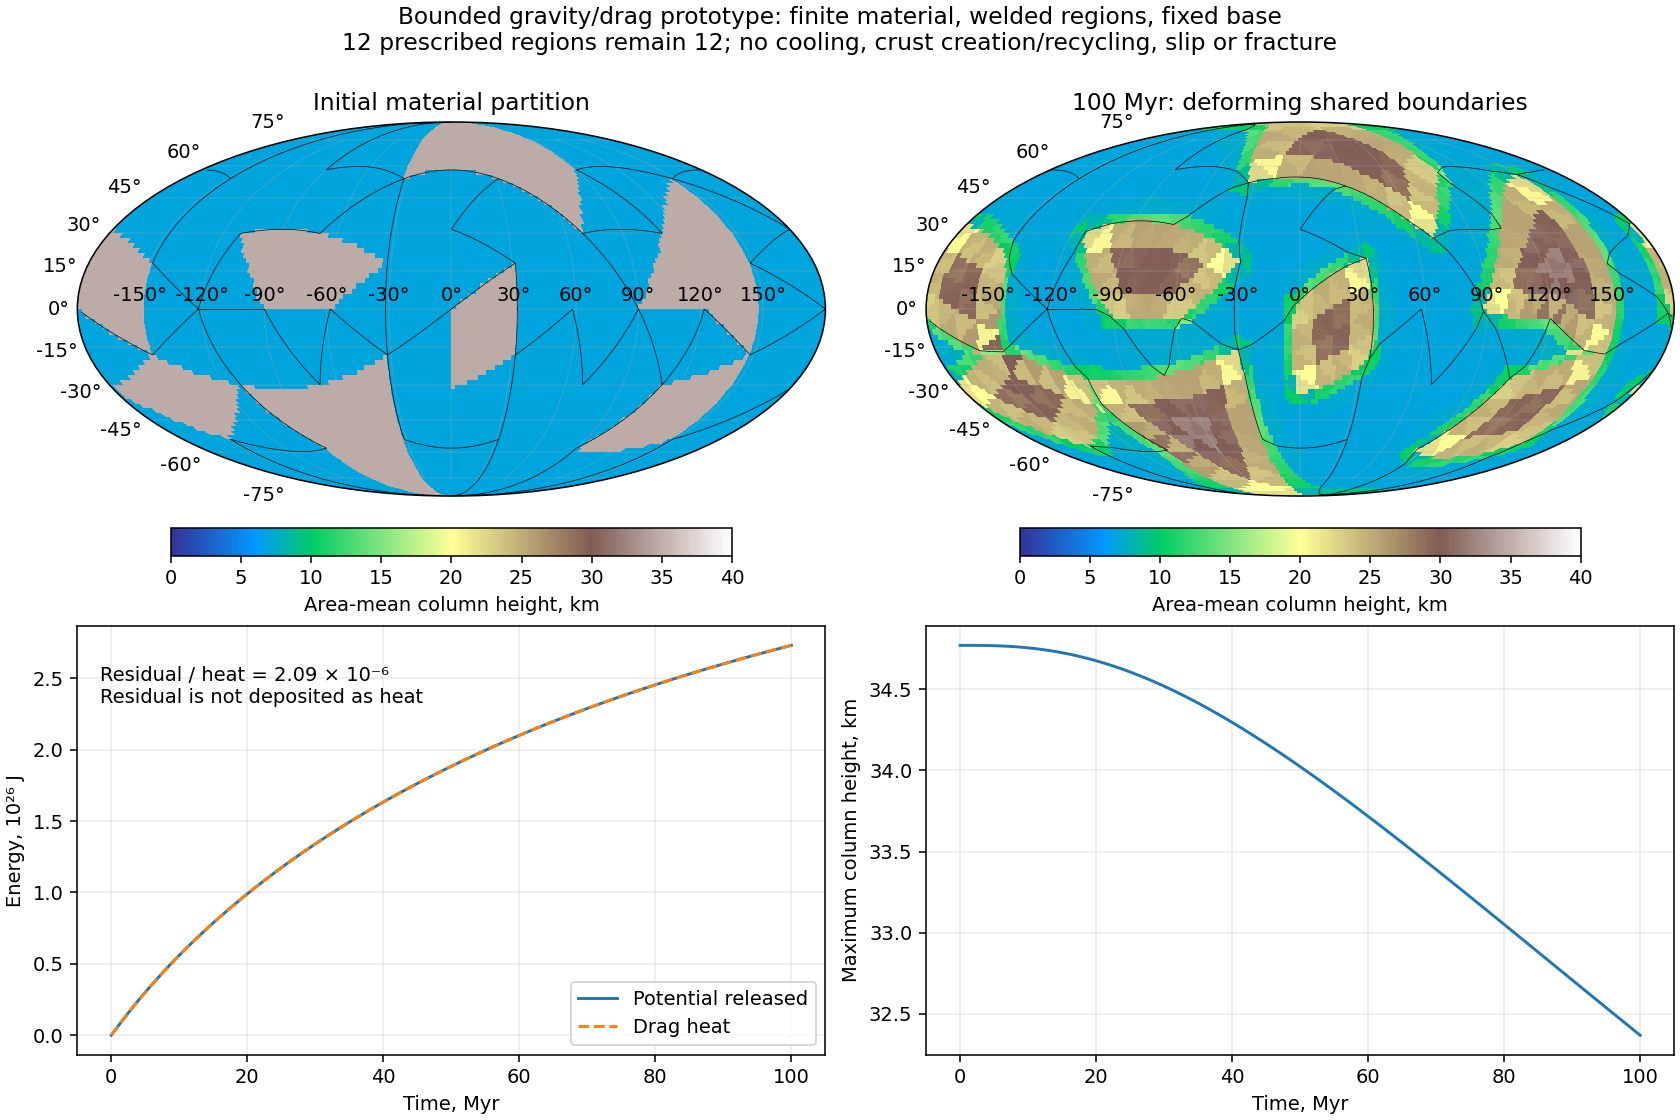 Bounded gravity/drag prototype: finite material, welded regions, fixed base
12 prescribed regions remain 12; no cooling, crust creation/recycling, slip or fracture
Initial material partition
75°
60°
45°
30°
15°
0°
-15°
-30°
-45°
-60°
-75°
-150° -120° -90° -60° -30° 0° 30° 60° 90° 120° 150°
0 5 10 15 20 25 30 35 40
Area-mean column height, km
100 Myr: deforming shared boundaries
75°
60°
45°
30°
15°
0°
-15°
-30°
-45°
-60°
-75°
-150° -120° -90° -60° -30° 0° 30° 60° 90° 120° 150°
0 5 10 15 20 25 30 35 40
Area-mean column height, km
Energy, 10²⁶ J
2.5
2.0
1.5
1.0
0.5
0.0
Residual / heat = 2.09 × 10⁻⁶
Residual is not deposited as heat
Potential released
Drag heat
0 20 40 60 80 100
Time, Myr
Maximum column height, km
34.5
34.0
33.5
33.0
32.5
0 20 40 60 80 100
Time, Myr